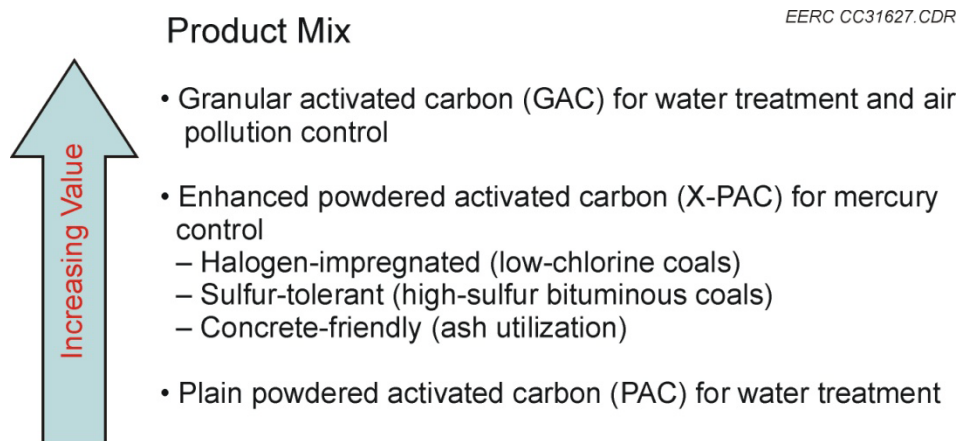 EERC CC31627.CDR
Product Mix
Increasing Value
• Granular activated carbon (GAC) for water treatment and air
pollution control
• Enhanced powdered activated carbon (X-PAC) for mercury
control
– Halogen-impregnated (low-chlorine coals)
– Sulfur-tolerant (high-sulfur bituminous coals)
– Concrete-friendly (ash utilization)
• Plain powdered activated carbon (PAC) for water treatment